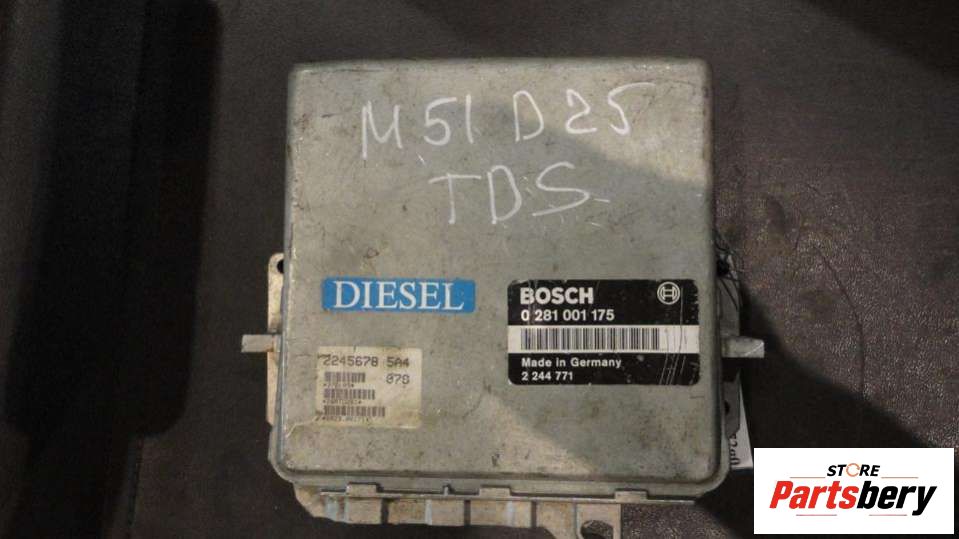 M51 D25
TDS
DIESEL
BOSCH
0 281 001 175
Made in Germany
2 244 771
2245678 5A4
07S
STORE
Partsbery